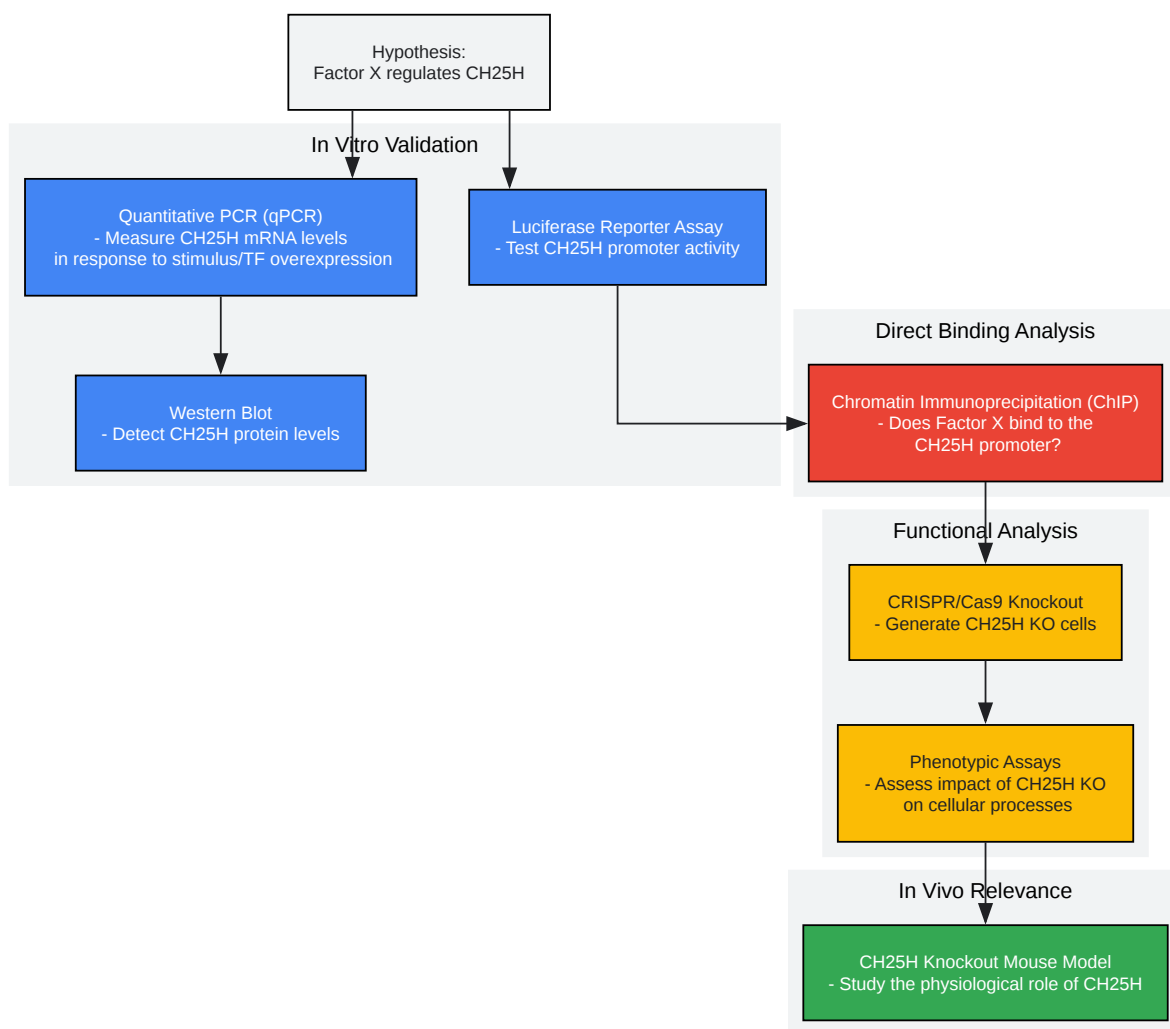 Hypothesis:
Factor X regulates CH25H
In Vitro Validation
Quantitative PCR (qPCR)
- Measure CH25H mRNA levels
in response to stimulus/TF overexpression
Luciferase Reporter Assay
- Test CH25H promoter activity
Western Blot
- Detect CH25H protein levels
Direct Binding Analysis
Chromatin Immunoprecipitation (ChIP)
- Does Factor X bind to the
CH25H promoter?
Functional Analysis
CRISPR/Cas9 Knockout
- Generate CH25H KO cells
Phenotypic Assays
- Assess impact of CH25H KO
on cellular processes
In Vivo Relevance
CH25H Knockout Mouse Model
- Study the physiological role of CH25H